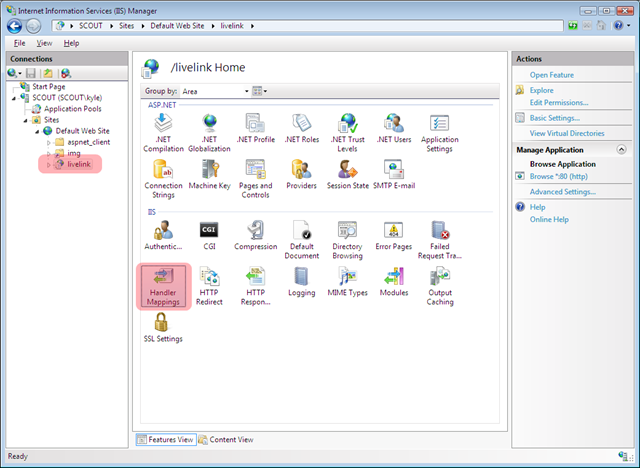 Internet Information Services (IIS) Manager
SCOUT
Sites
Default Web Site
livelink
File
View
Help
Connections
Start Page
SCOUT (SCOUT\kyle)
Application Pools
Sites
Default Web Site
aspnet_client
img
livelink
/livelink Home
Group by: Area
ASP.NET
.NET Compilation
.NET Globalization
.NET Profile
.NET Roles
.NET Trust Levels
.NET Users
Application Settings
Connection Strings
Machine Key
Pages and Controls
Providers
Session State
SMTP E-mail
IIS
Authentic...
CGI
Compression
Default Document
Directory Browsing
Error Pages
Failed Request Tra...
Handler Mappings
HTTP Redirect
HTTP Respon...
Logging
MIME Types
Modules
Output Caching
SSL Settings
Features View
Content View
Actions
Open Feature
Explore
Edit Permissions...
Basic Settings...
View Virtual Directories
Manage Application
Browse Application
Browse *:80 (http)
Advanced Settings...
Help
Online Help
Ready